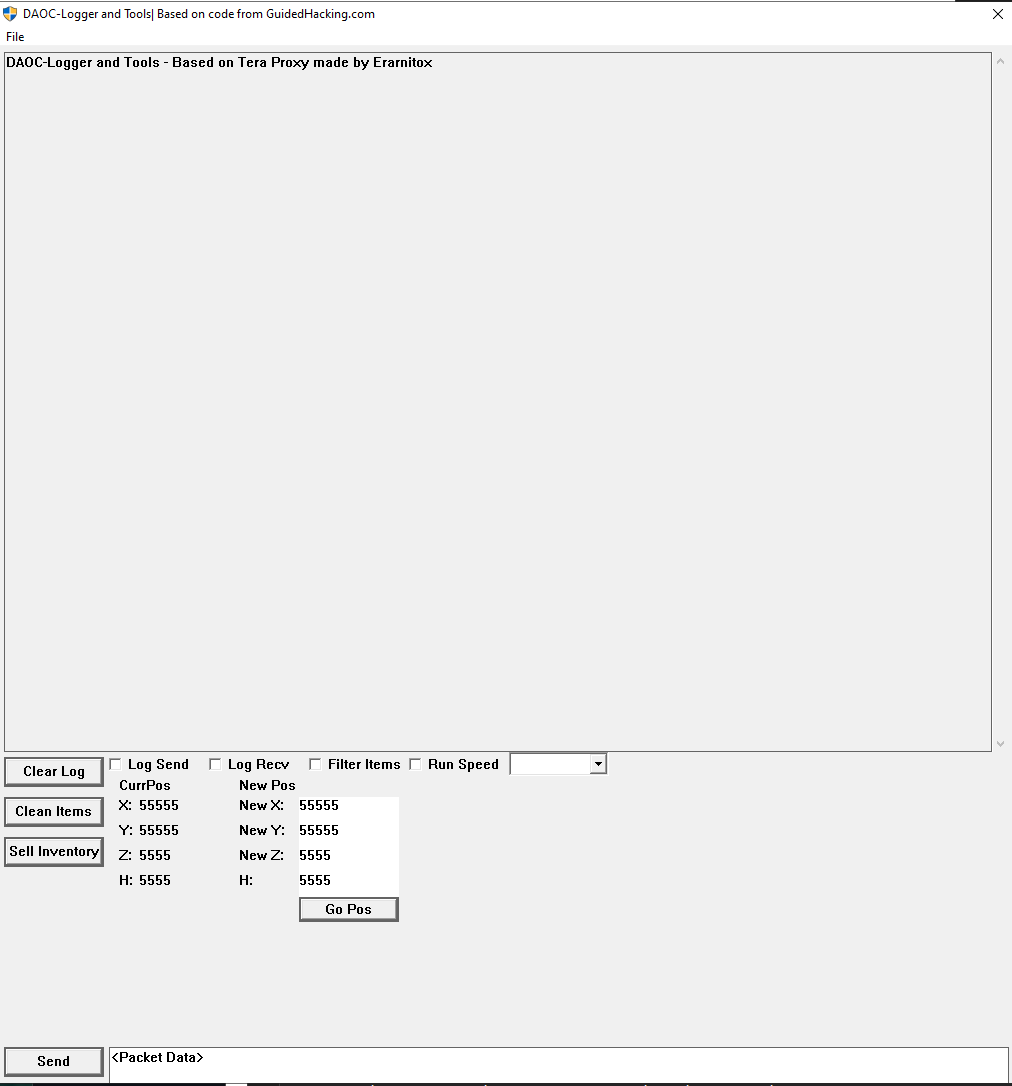 DAOC-Logger and Tools| Based on code from GuidedHacking.com
File
DAOC-Logger and Tools - Based on Tera Proxy made by Erarnitox
Clear Log Log Send Log Recv Filter Items Run Speed
CurrPos New Pos
Clean Items X: 55555 New X: 55555
Y: 55555 New Y: 55555
Sell Inventory Z: 5555 New Z: 5555
H: 5555 H: 5555
Go Pos
Send <Packet Data>